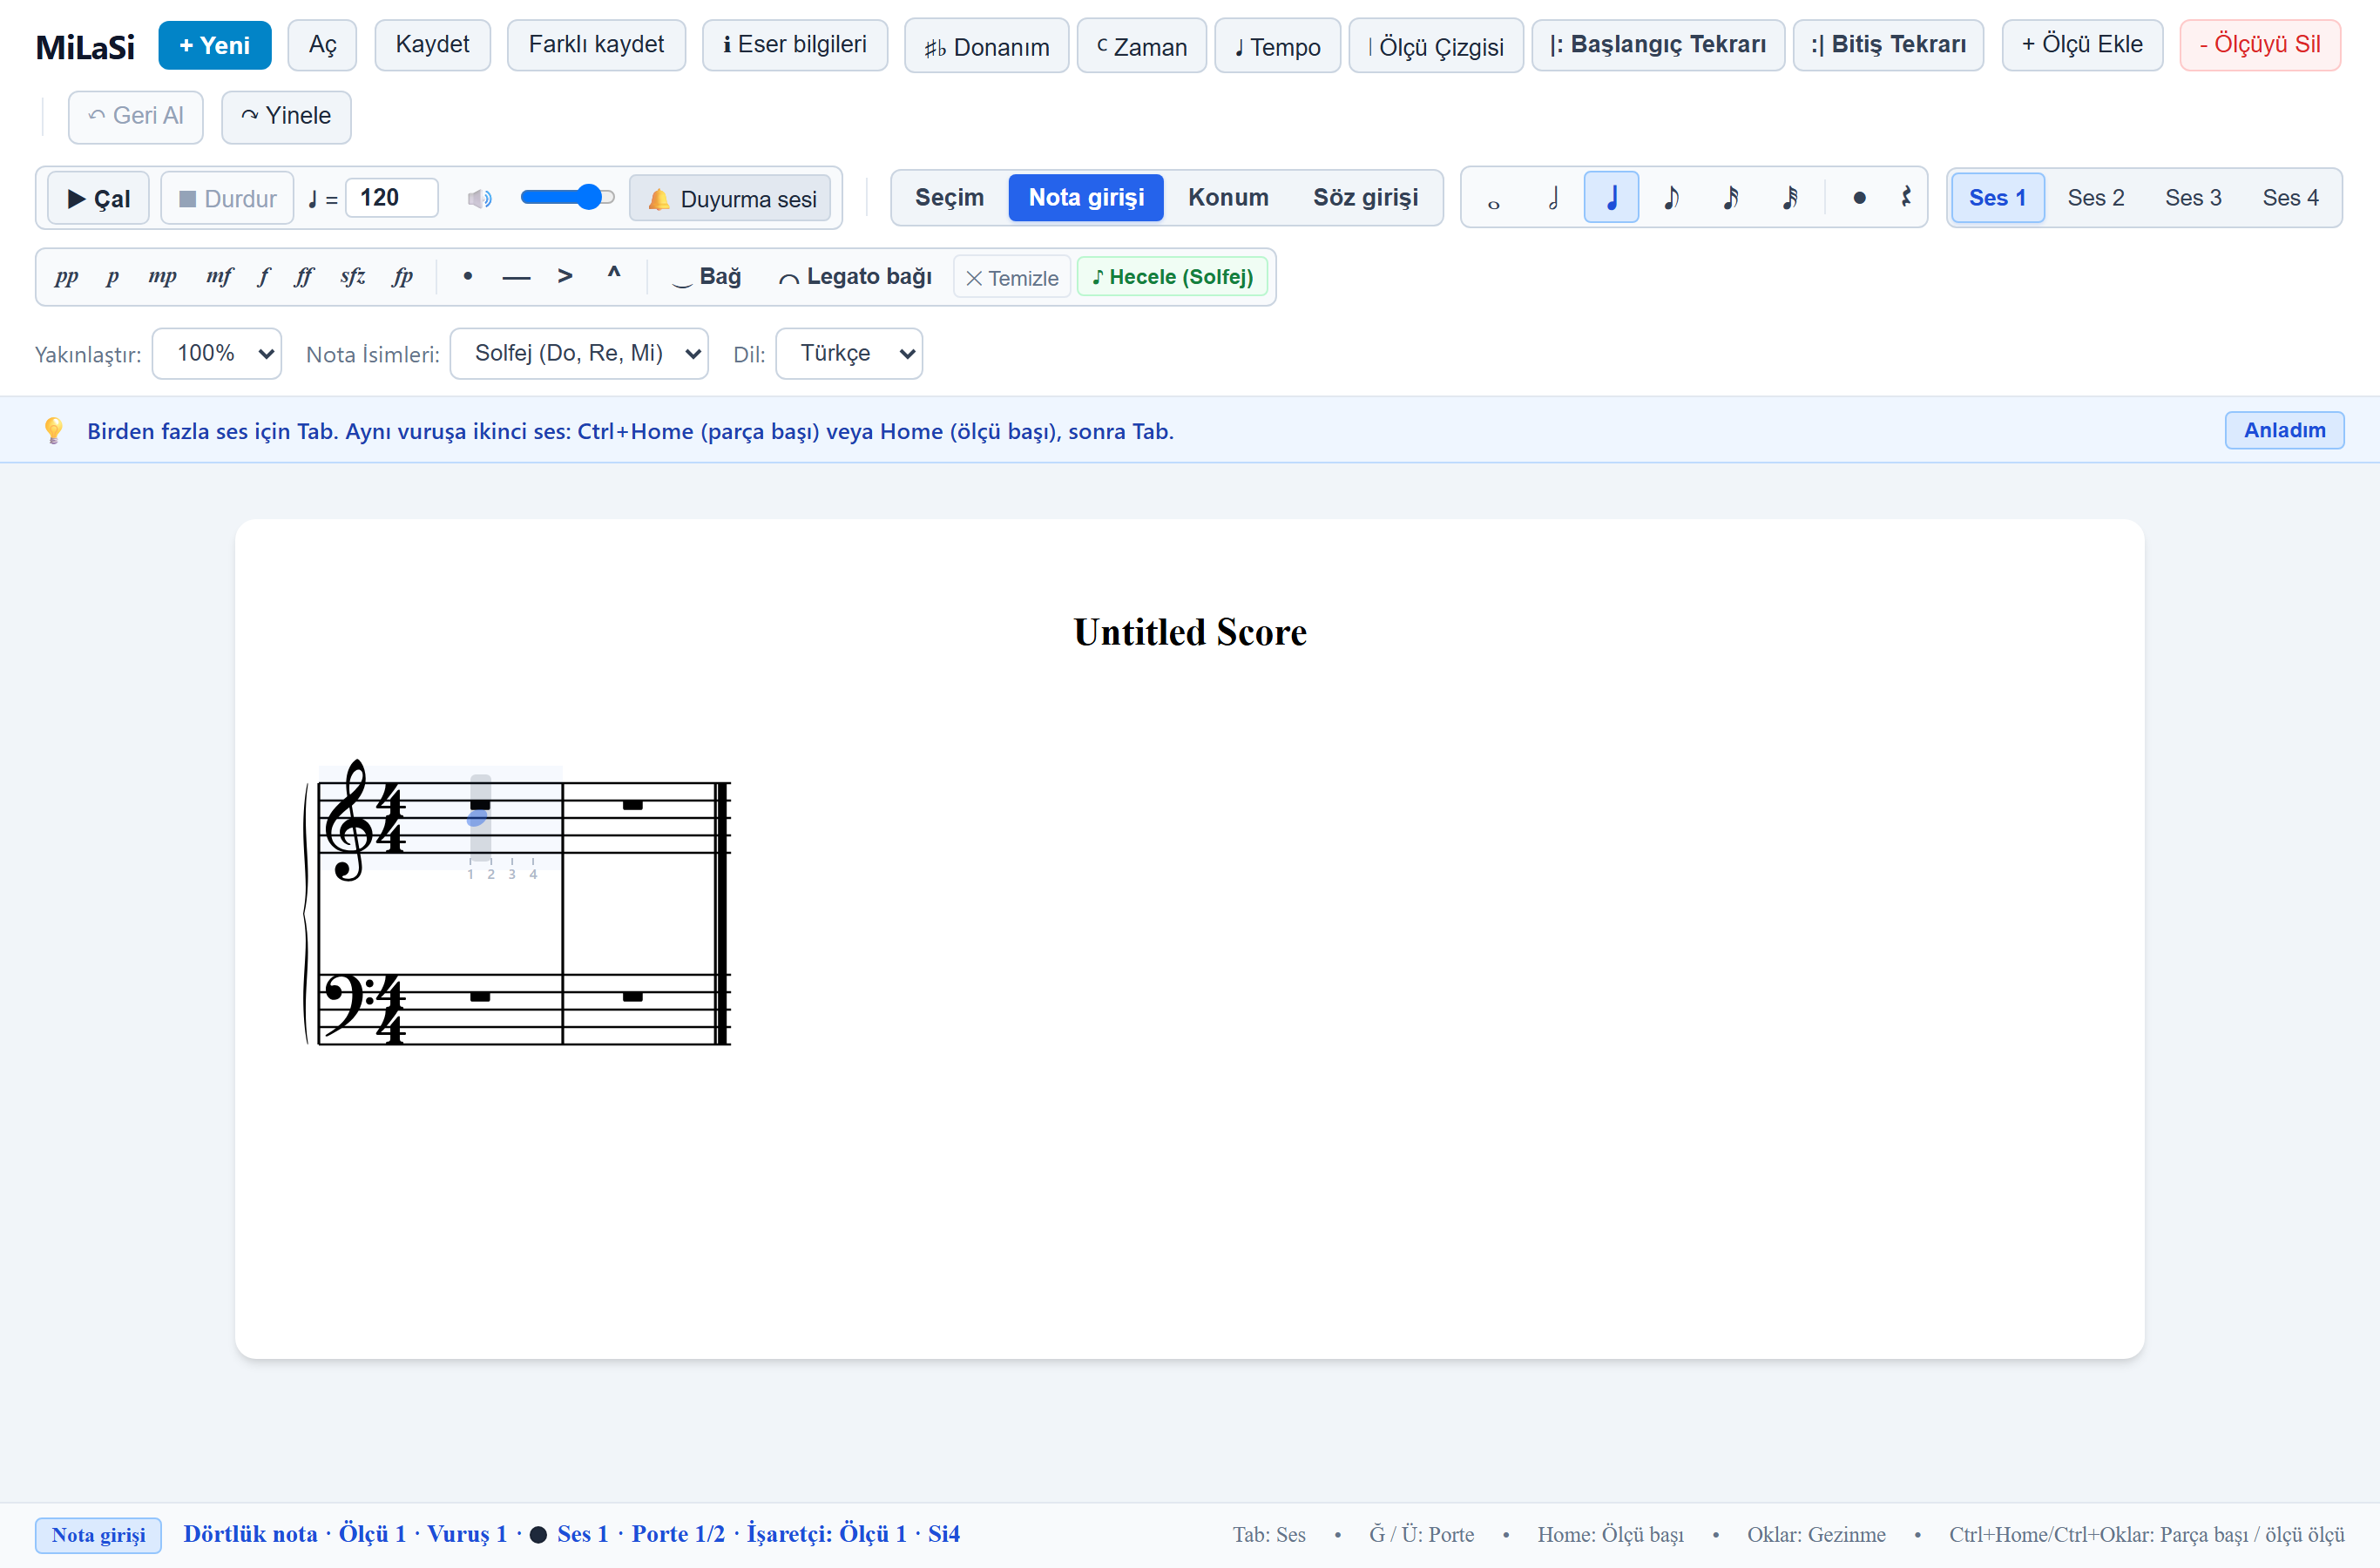 MiLaSi + Yeni Aç Kaydet Farklı kaydet ℹ Eser bilgileri ♯♭ Donanım C Zaman ♩ Tempo | Ölçü Çizgisi |: Başlangıç Tekrarı :| Bitiş Tekrarı + Ölçü Ekle - Ölçüyü Sil
↶ Geri Al ↷ Yinele
▶ Çal ■ Durdur ♩ = 120 🔊 🔔 Duyurma sesi Seçim Nota girişi Konum Söz girişi Ses 1 Ses 2 Ses 3 Ses 4
pp p mp mf f ff sfz fp • — > ^ ‿ Bağ ⌒ Legato bağı ✕ Temizle ♪ Hecele (Solfej)
Yakınlaştır: 100% Nota İsimleri: Solfej (Do, Re, Mi) Dil: Türkçe
💡 Birden fazla ses için Tab. Aynı vuruşa ikinci ses: Ctrl+Home (parça başı) veya Home (ölçü başı), sonra Tab. Anladım
Untitled Score
4 4
1 2 3 4
4 4
Nota girişi Dörtlük nota · Ölçü 1 · Vuruş 1 · ● Ses 1 · Porte 1/2 · İşaretçi: Ölçü 1 · Si4 Tab: Ses • Ğ / Ü: Porte • Home: Ölçü başı • Oklar: Gezinme • Ctrl+Home/Ctrl+Oklar: Parça başı / ölçü ölçü